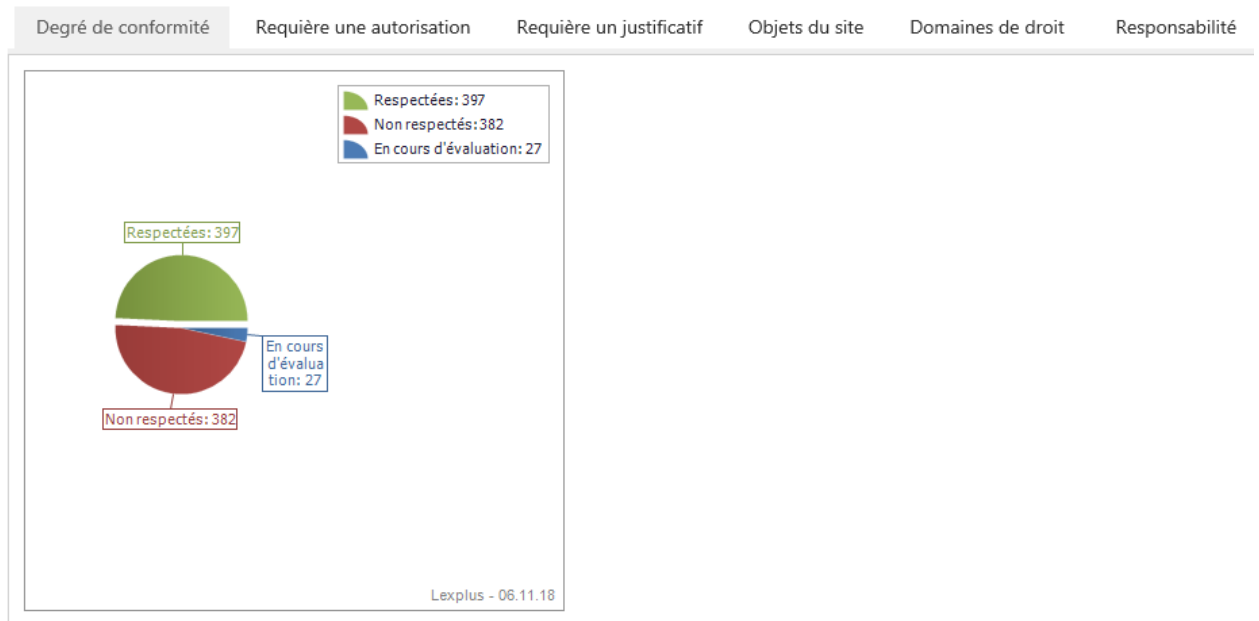 Degré de conformité Requière une autorisation Requière un justificatif Objets du site Domaines de droit Responsabilité
Respectées: 397
Non respectés: 382
En cours d'évaluation: 27
Respectées: 397
En cours
d'évalua
tion: 27
Non respectés: 382
Lexplus - 06.11.18